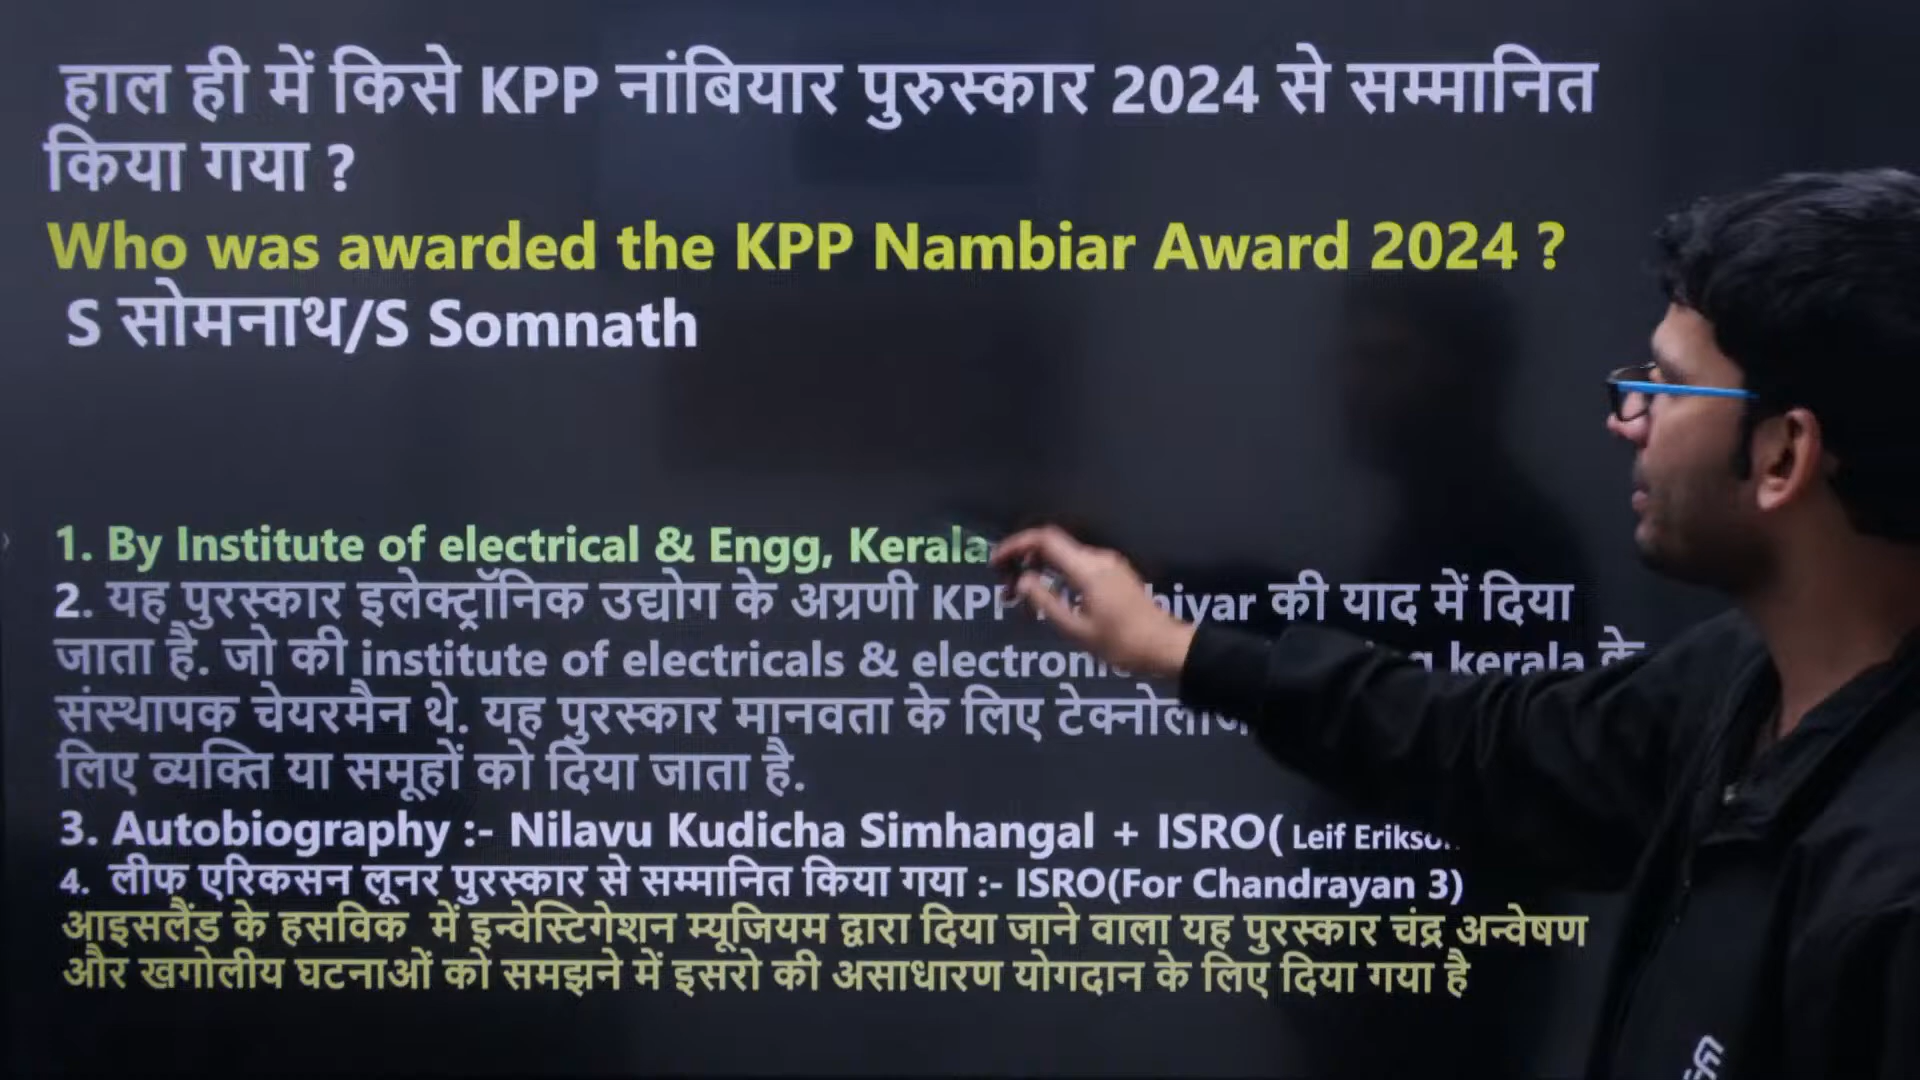 हाल ही में किसे KPP नांबियार पुरुस्कार 2024 से सम्मानित
किया गया ?
Who was awarded the KPP Nambiar Award 2024 ?
S सोमनाथ/S Somnath
1. By Institute of electrical & Engg, Kerala
2. यह पुरस्कार इलेक्ट्रॉनिक उद्योग के अग्रणी KPP की याद में दिया
जाता है. जो की institute of electricals & kerala के
संस्थापक चेयरमैन थे. यह पुरस्कार मानवता के लिए
लिए व्यक्ति या समूहों को दिया जाता है.
3. Autobiography :- Nilavu Kudicha Simhangal + ISRO( Leif
4. लीफ एरिकसन लूनर पुरस्कार से सम्मानित किया गया :- ISRO(For Chandrayan 3)
आइसलैंड के हसविक में इन्वेस्टिगेशन म्यूजियम द्वारा दिया जाने वाला यह पुरस्कार चंद्र अन्वेषण
और खगोलीय घटनाओं को समझने में इसरो की असाधारण योगदान के लिए दिया गया है